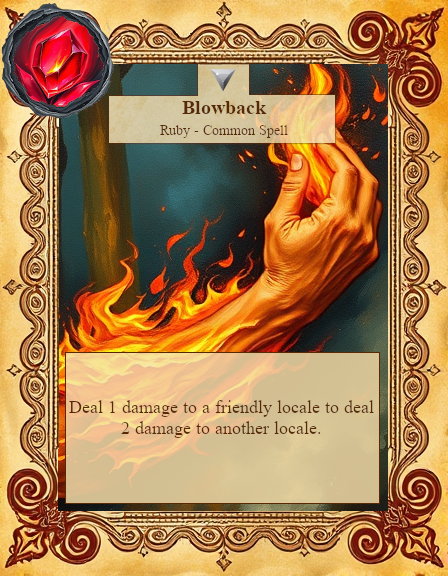 Blowback
Ruby - Common Spell
Deal 1 damage to a friendly locale to deal
2 damage to another locale.